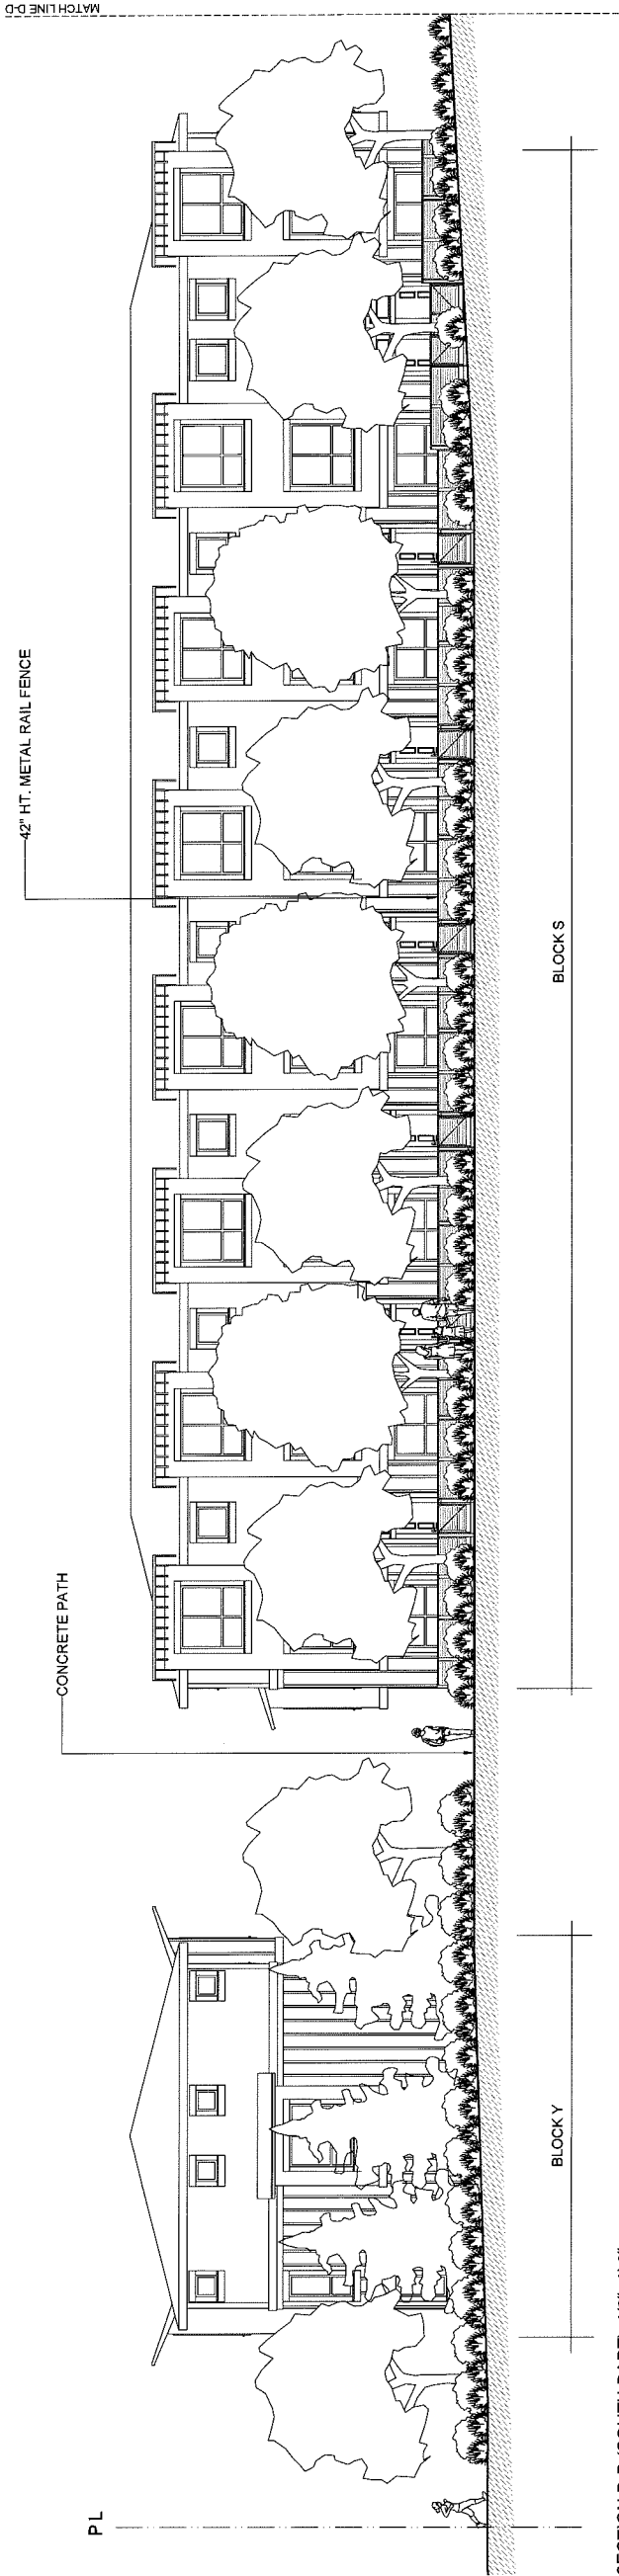 MATCH LINE D-D
42" HT. METAL RAIL FENCE
CONCRETE PATH
PL
BLOCK S
BLOCK Y